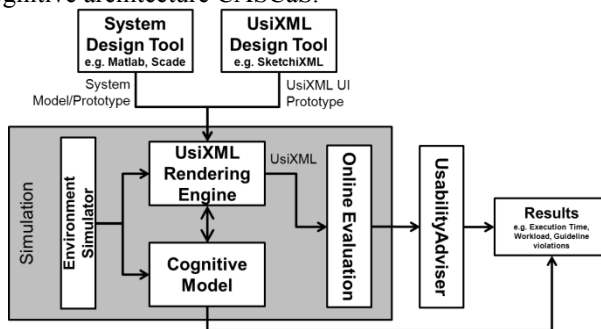 cognitive architecture CASCaS.
System
Design Tool
e.g. Matlab, Scade
UsiXML
Design Tool
e.g. SketchiXML
System
Model/Prototype
UsiXML UI
Prototype
Simulation
Environment
Simulator
UsiXML
Rendering
Engine
UsiXML
Cognitive
Model
Online Evaluation
UsabilityAdviser
Results
e.g. Execution Time,
Workload, Guideline
violations